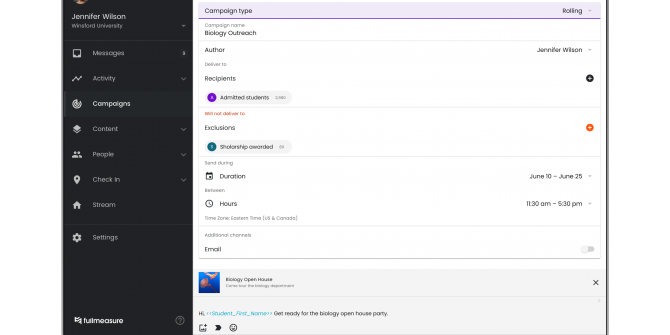 Jennifer Wilson
Winsford University
Messages
Activity
Campaigns
Content
People
Check In
Stream
Settings
fullmeasure
Campaign type
Rolling
Campaign name
Biology Outreach
Author
Jennifer Wilson
Deliver to
Recipients
Admitted students
Will not deliver to
Exclusions
Sholarship awarded
Send during
Duration
June 10 – June 25
Between
Hours
11:30 am – 5:30 pm
Time Zone: Eastern Time (US & Canada)
Additional channels
Email
Biology Open House
Come tour the biology department
Hi, <<Student_First_Name>> Get ready for the biology open house party.